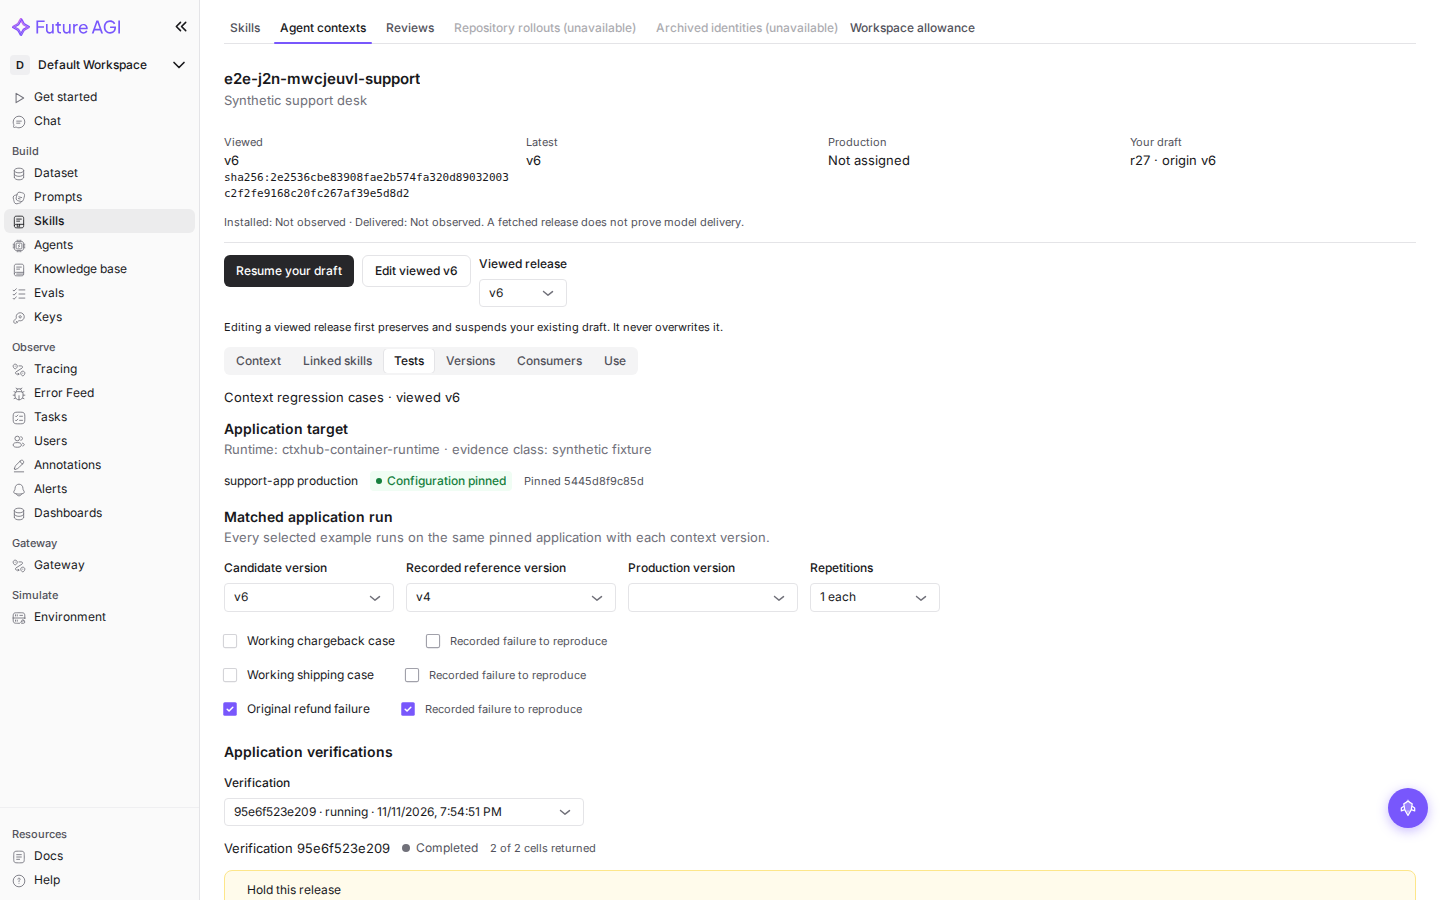 Future AGI
D Default Workspace
Get started
Chat
Build
Dataset
Prompts
Skills
Agents
Knowledge base
Evals
Keys
Observe
Tracing
Error Feed
Tasks
Users
Annotations
Alerts
Dashboards
Gateway
Gateway
Simulate
Environment
Resources
Docs
Help
Skills Agent contexts Reviews Repository rollouts (unavailable) Archived identities (unavailable) Workspace allowance
e2e-j2n-mwcjeuvl-support
Synthetic support desk
Viewed Latest Production Your draft
v6 v6 Not assigned r27 · origin v6
sha256:2e2536cbe83908fae2b574fa320d89032003
c2f2fe9168c20fc267af39e5d8d2
Installed: Not observed · Delivered: Not observed. A fetched release does not prove model delivery.
Resume your draft Edit viewed v6 Viewed release
v6
Editing a viewed release first preserves and suspends your existing draft. It never overwrites it.
Context Linked skills Tests Versions Consumers Use
Context regression cases · viewed v6
Application target
Runtime: ctxhub-container-runtime · evidence class: synthetic fixture
support-app production Configuration pinned Pinned 5445d8f9c85d
Matched application run
Every selected example runs on the same pinned application with each context version.
Candidate version Recorded reference version Production version Repetitions
v6 v4 1 each
Working chargeback case Recorded failure to reproduce
Working shipping case Recorded failure to reproduce
Original refund failure Recorded failure to reproduce
Application verifications
Verification
95e6f523e209 · running · 11/11/2026, 7:54:51 PM
Verification 95e6f523e209 Completed 2 of 2 cells returned
Hold this release